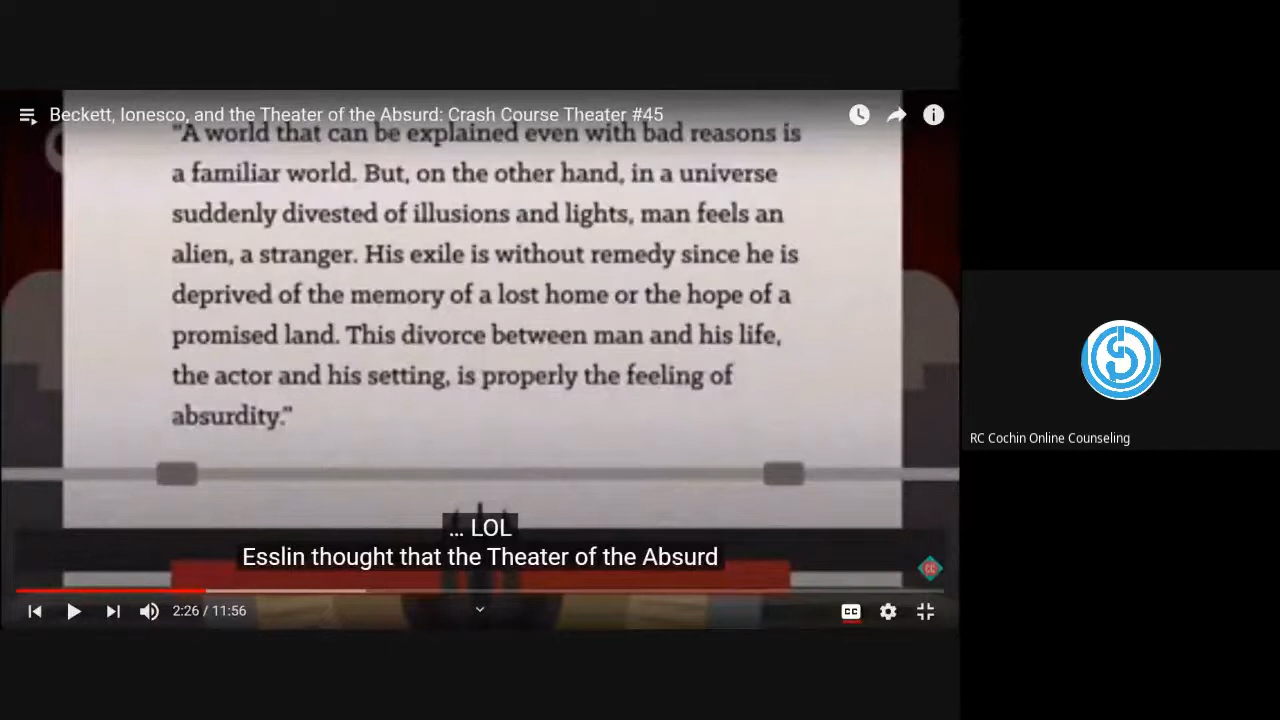 Beckett, Ionesco, and the Theater of the Absurd: Crash Course Theater #45
"A world that can be explained even with bad reasons is
a familiar world. But, on the other hand, in a universe
suddenly divested of illusions and lights, man feels an
alien, a stranger. His exile is without remedy since he is
deprived of the memory of a lost home or the hope of a
promised land. This divorce between man and his life,
the actor and his setting, is properly the feeling of
absurdity."
... LOL
Esslin thought that the Theater of the Absurd
CC
2:26 / 11:56
CC
RC Cochin Online Counseling